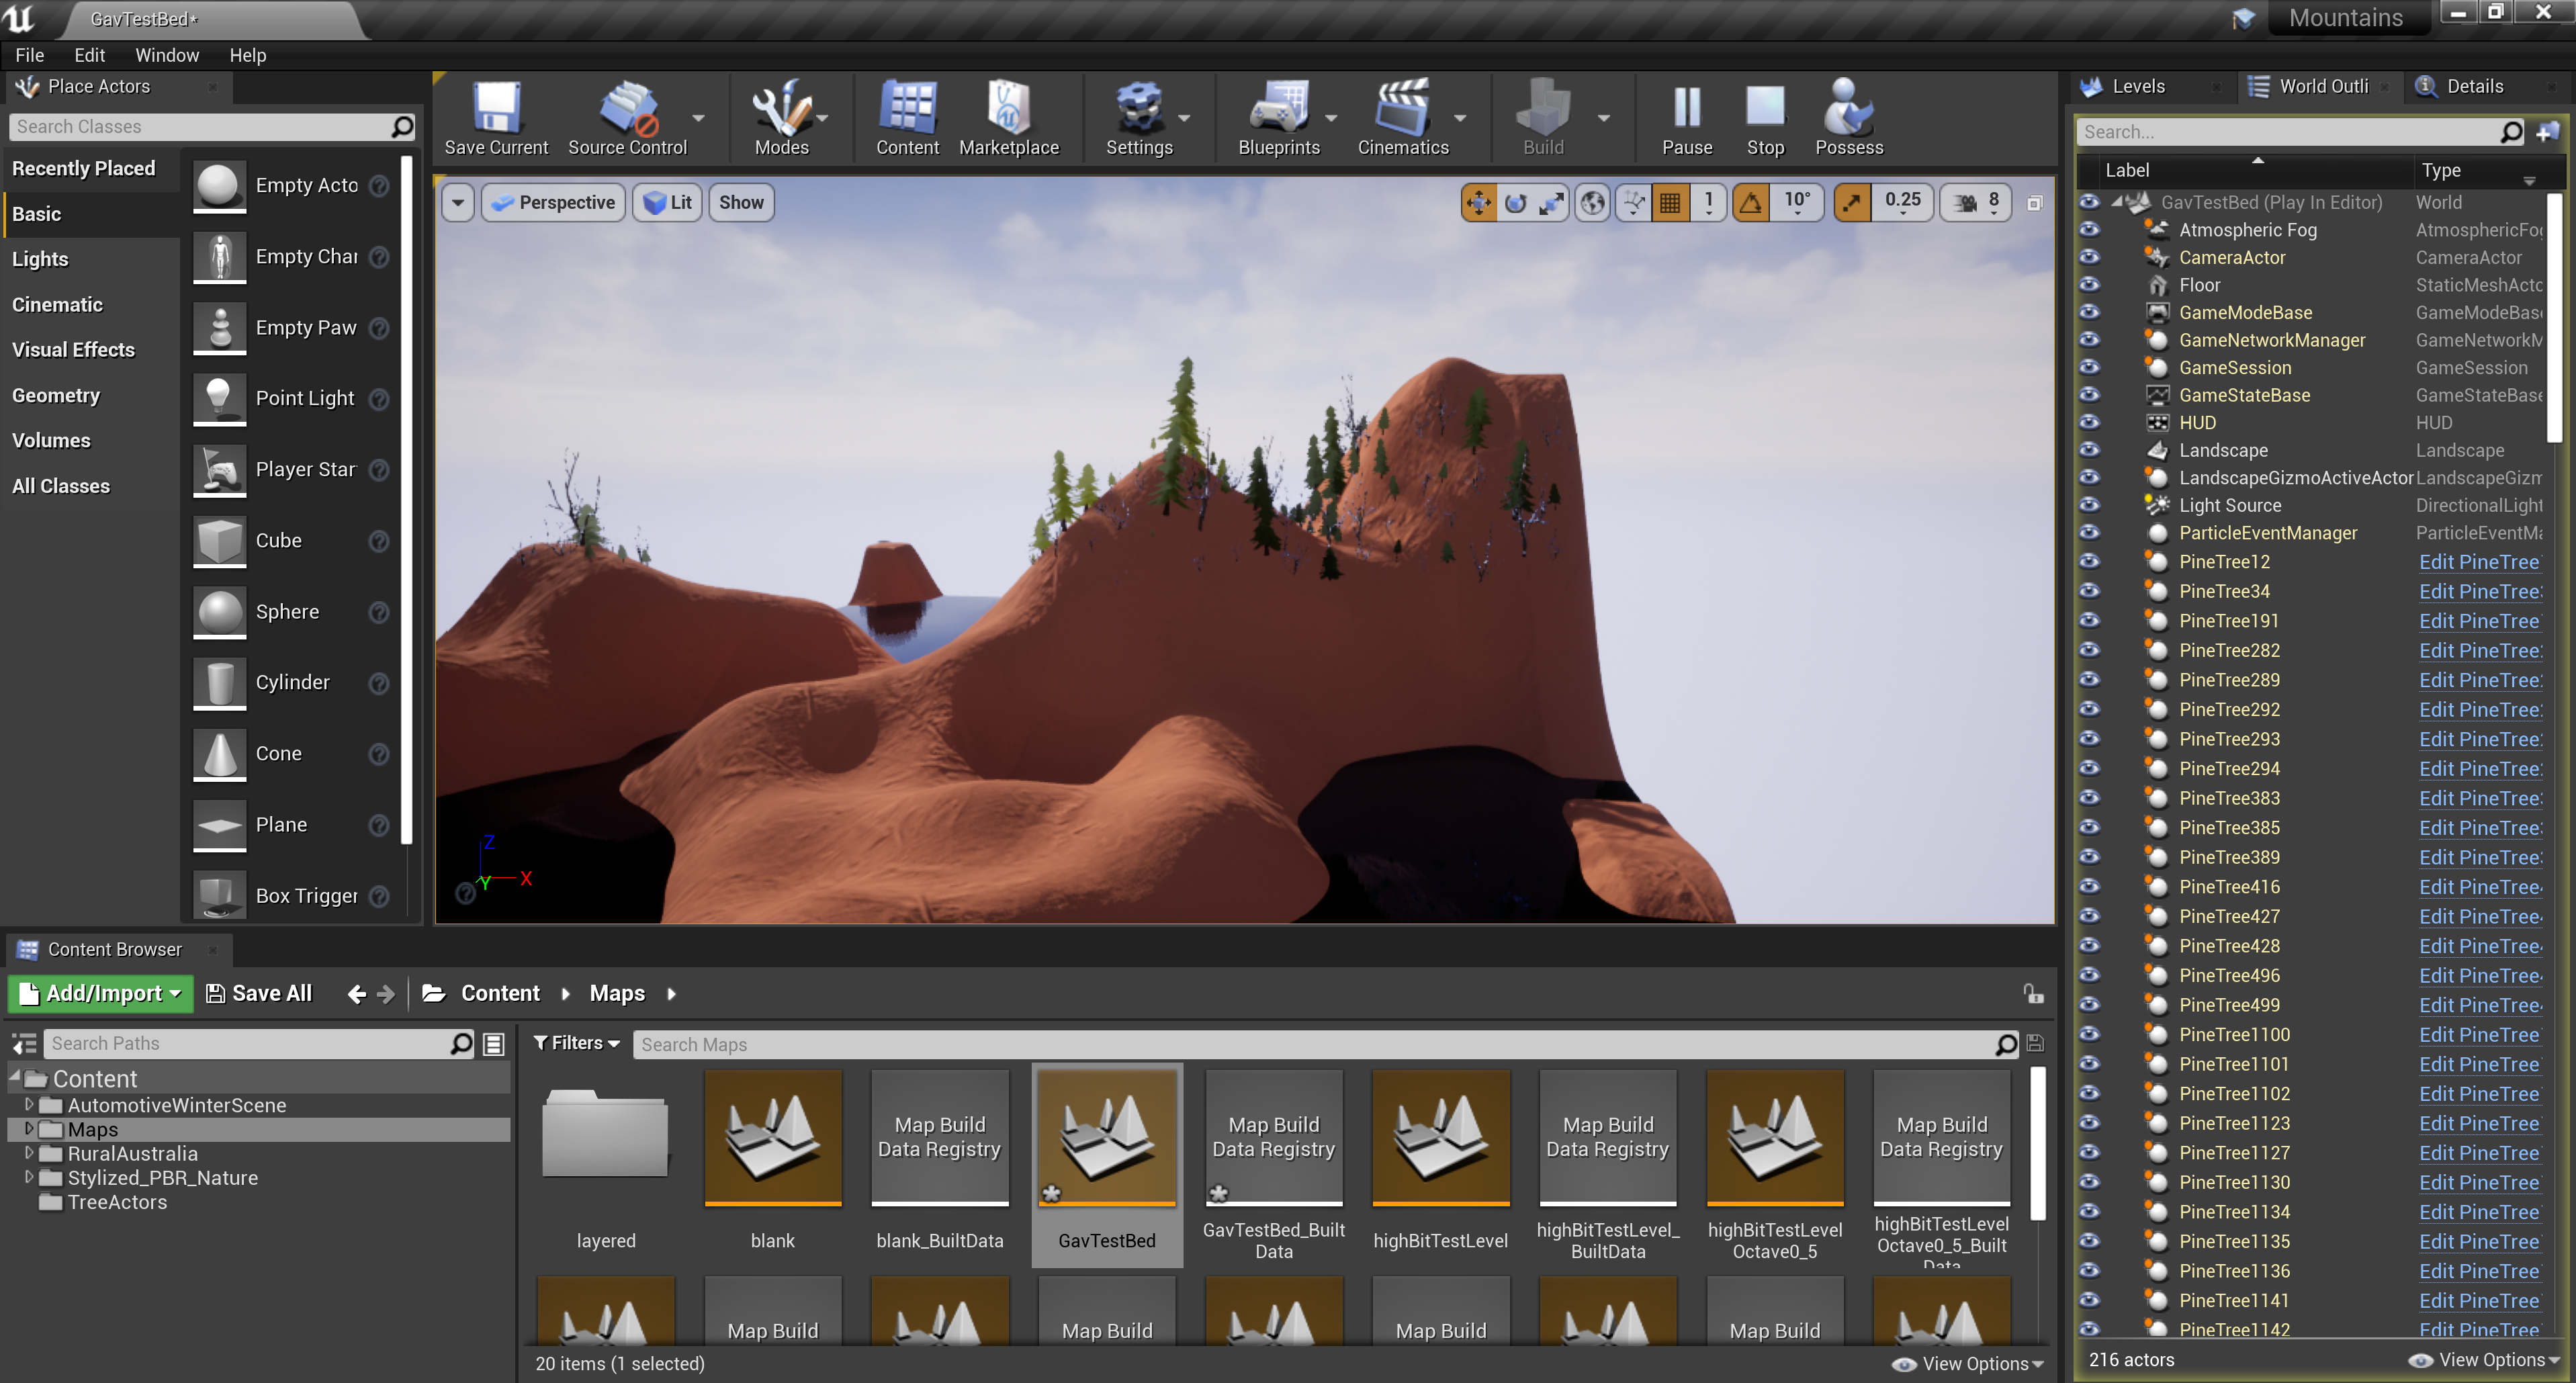 GavTestBed*
Mountains
File Edit Window Help
Place Actors
Search Classes
Recently Placed
Basic
Lights
Cinematic
Visual Effects
Geometry
Volumes
All Classes
Empty Acto
Empty Char
Empty Paw
Point Light
Player Star
Cube
Sphere
Cylinder
Cone
Plane
Box Trigger
Save Current
Source Control
Modes
Content
Marketplace
Settings
Blueprints
Cinematics
Build
Pause
Stop
Possess
Perspective
Lit
Show
1
10°
0.25
8
Z
Y
X
Levels
World Outli
Details
Search...
Label Type
GavTestBed (Play In Editor) World
Atmospheric Fog AtmosphericFog
CameraActor CameraActor
Floor StaticMeshActo
GameModeBase GameModeBase
GameNetworkManager GameNetworkM
GameSession GameSession
GameStateBase GameStateBase
HUD HUD
Landscape Landscape
LandscapeGizmoActiveActor LandscapeGizm
Light Source DirectionalLight
ParticleEventManager ParticleEventMa
PineTree12 Edit PineTree
PineTree34 Edit PineTree
PineTree191 Edit PineTree
PineTree282 Edit PineTree
PineTree289 Edit PineTree
PineTree292 Edit PineTree
PineTree293 Edit PineTree
PineTree294 Edit PineTree
PineTree383 Edit PineTree
PineTree385 Edit PineTree
PineTree389 Edit PineTree
PineTree416 Edit PineTree
PineTree427 Edit PineTree
PineTree428 Edit PineTree
PineTree496 Edit PineTree
PineTree499 Edit PineTree
PineTree1100 Edit PineTree
PineTree1101 Edit PineTree
PineTree1102 Edit PineTree
PineTree1123 Edit PineTree
PineTree1127 Edit PineTree
PineTree1130 Edit PineTree
PineTree1134 Edit PineTree
PineTree1135 Edit PineTree
PineTree1136 Edit PineTree
PineTree1141 Edit PineTree
PineTree1142 Edit PineTree
216 actors
View Options
Content Browser
Add/Import
Save All
Content
Maps
Search Paths
Content
AutomotiveWinterScene
Maps
RuralAustralia
Stylized_PBR_Nature
TreeActors
Filters
Search Maps
Map Build
Data Registry
Map Build
Data Registry
Map Build
Data Registry
Map Build
Data Registry
layered
blank
blank_BuiltData
GavTestBed
GavTestBed_Built
Data
highBitTestLevel
highBitTestLevel_
BuiltData
highBitTestLevel
Octave0_5
highBitTestLevel
Octave0_5_Built
Data
Map Build
Map Build
Map Build
Map Build
20 items (1 selected)
View Options